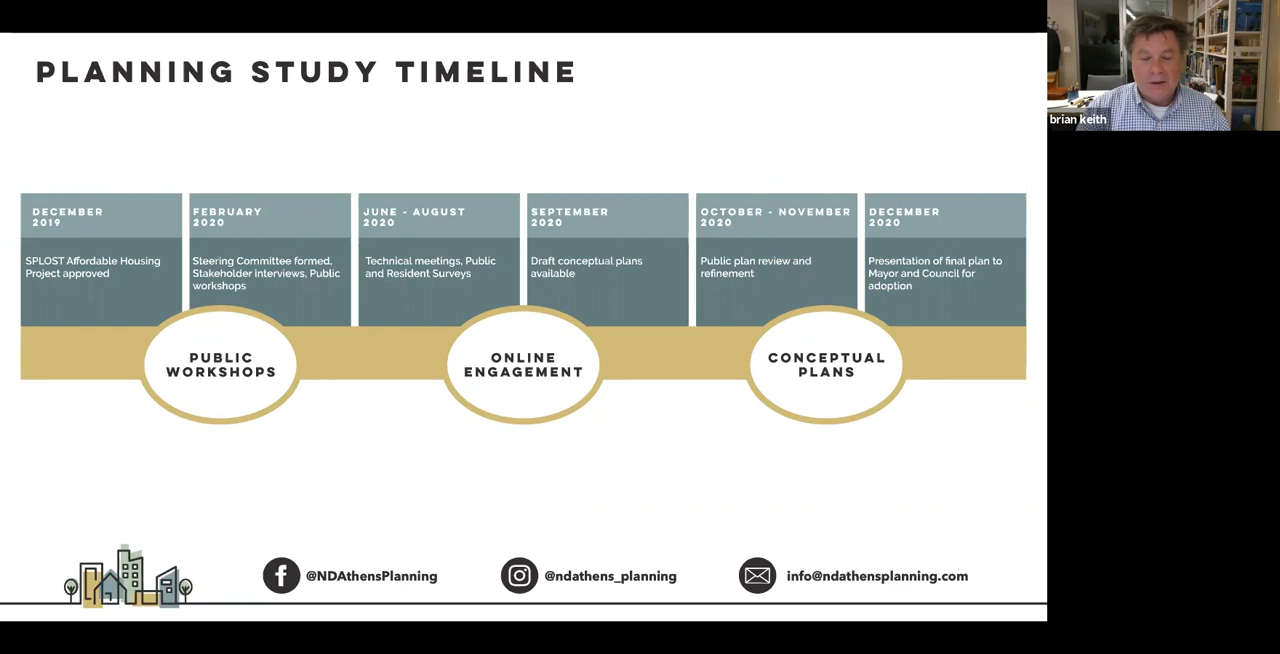 PLANNING STUDY TIMELINE
brian keith
DECEMBER
2019
SPLOST Affordable Housing
Project approved
FEBRUARY
2020
Steering Committee formed,
Stakeholder interviews, Public
workshops
JUNE - AUGUST
2020
Technical meetings, Public
and Resident Surveys
SEPTEMBER
2020
Draft conceptual plans
available
OCTOBER - NOVEMBER
2020
Public plan review and
refinement
DECEMBER
2020
Presentation of final plan to
Mayor and Council for
adoption
PUBLIC
WORKSHOPS
ONLINE
ENGAGEMENT
CONCEPTUAL
PLANS
@NDAthensPlanning
@ndathens_planning
info@ndathensplanning.com